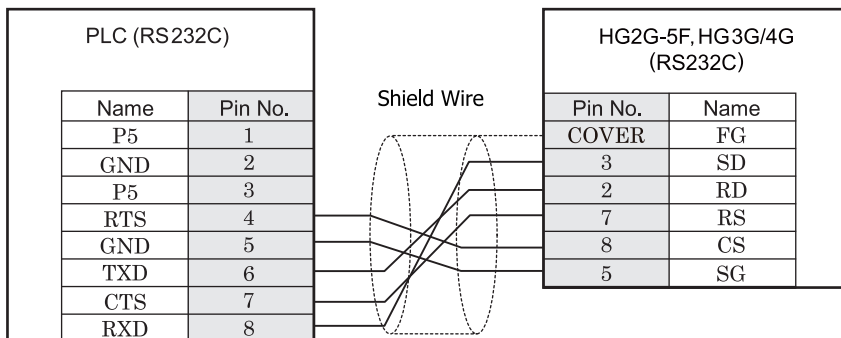 PLC (RS232C)
Name Pin No.
P5 1
GND 2
P5 3
RTS 4
GND 5
TXD 6
CTS 7
RXD 8
Shield Wire
HG2G-5F, HG3G/4G
(RS232C)
Pin No. Name
COVER FG
3 SD
2 RD
7 RS
8 CS
5 SG